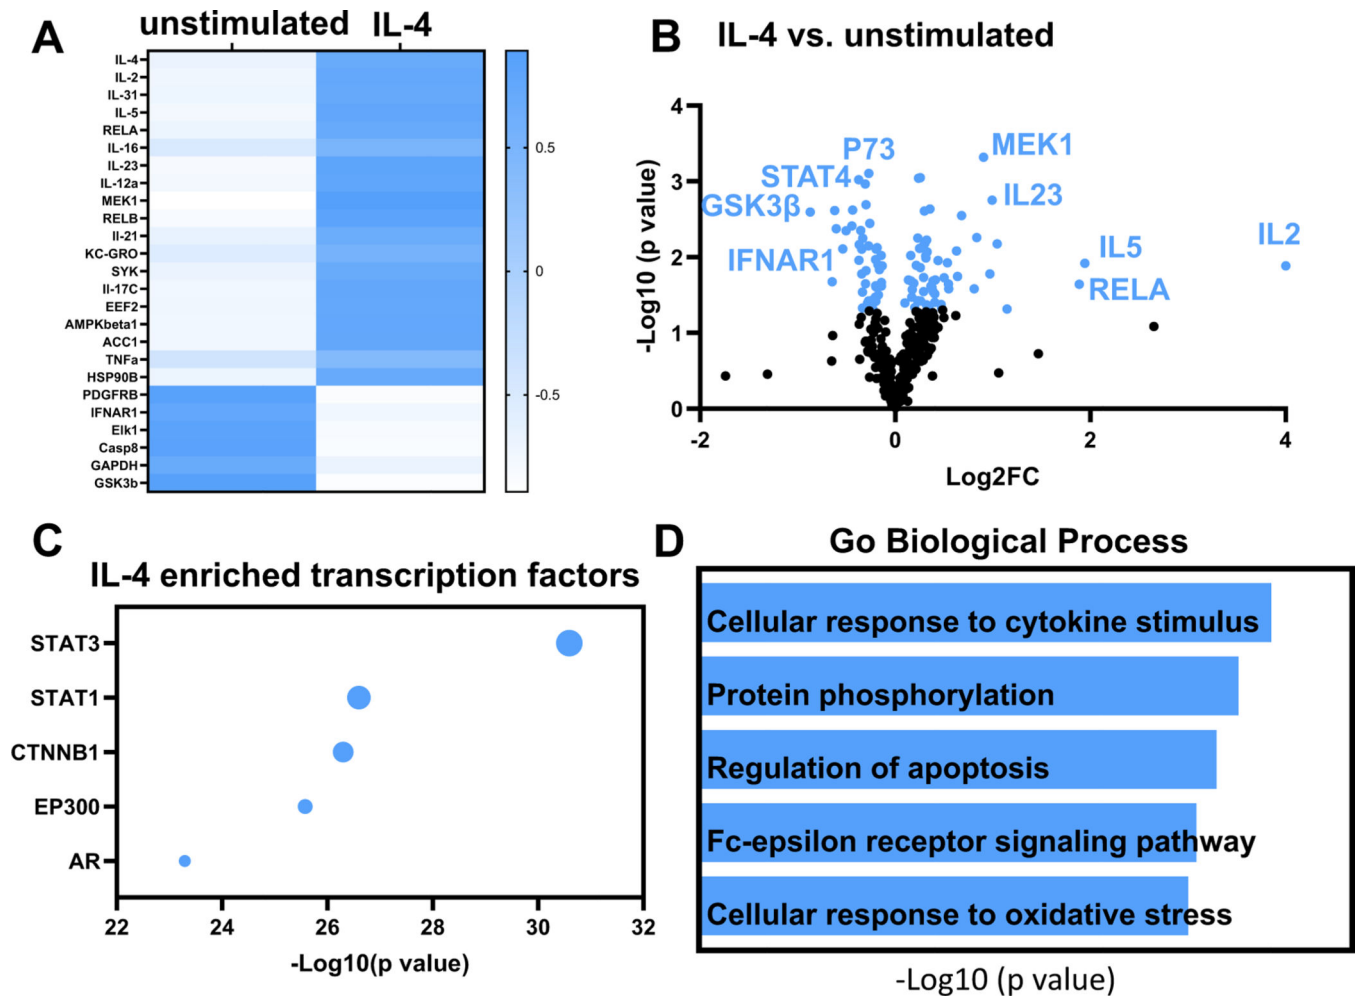 A
unstimulated IL-4
IL-4
IL-2
IL-31
IL-5
RELA
IL-16
IL-23
IL-12a
MEK1
RELB
Il-21
KC-GRO
SYK
Il-17C
EEF2
AMPKbeta1
ACC1
TNFa
HSP90B
PDGFRB
IFNAR1
Elk1
Casp8
GAPDH
GSK3b
0.5
0
-0.5
B
IL-4 vs. unstimulated
-Log10 (p value)
4
3
2
1
0
P73
MEK1
STAT4
IL23
GSK3β
IFNAR1
IL5
IL2
RELA
-2 0 2 4
Log2FC
C
IL-4 enriched transcription factors
STAT3
STAT1
CTNNB1
EP300
AR
22 24 26 28 30 32
-Log10(p value)
D
Go Biological Process
Cellular response to cytokine stimulus
Protein phosphorylation
Regulation of apoptosis
Fc-epsilon receptor signaling pathway
Cellular response to oxidative stress
-Log10 (p value)